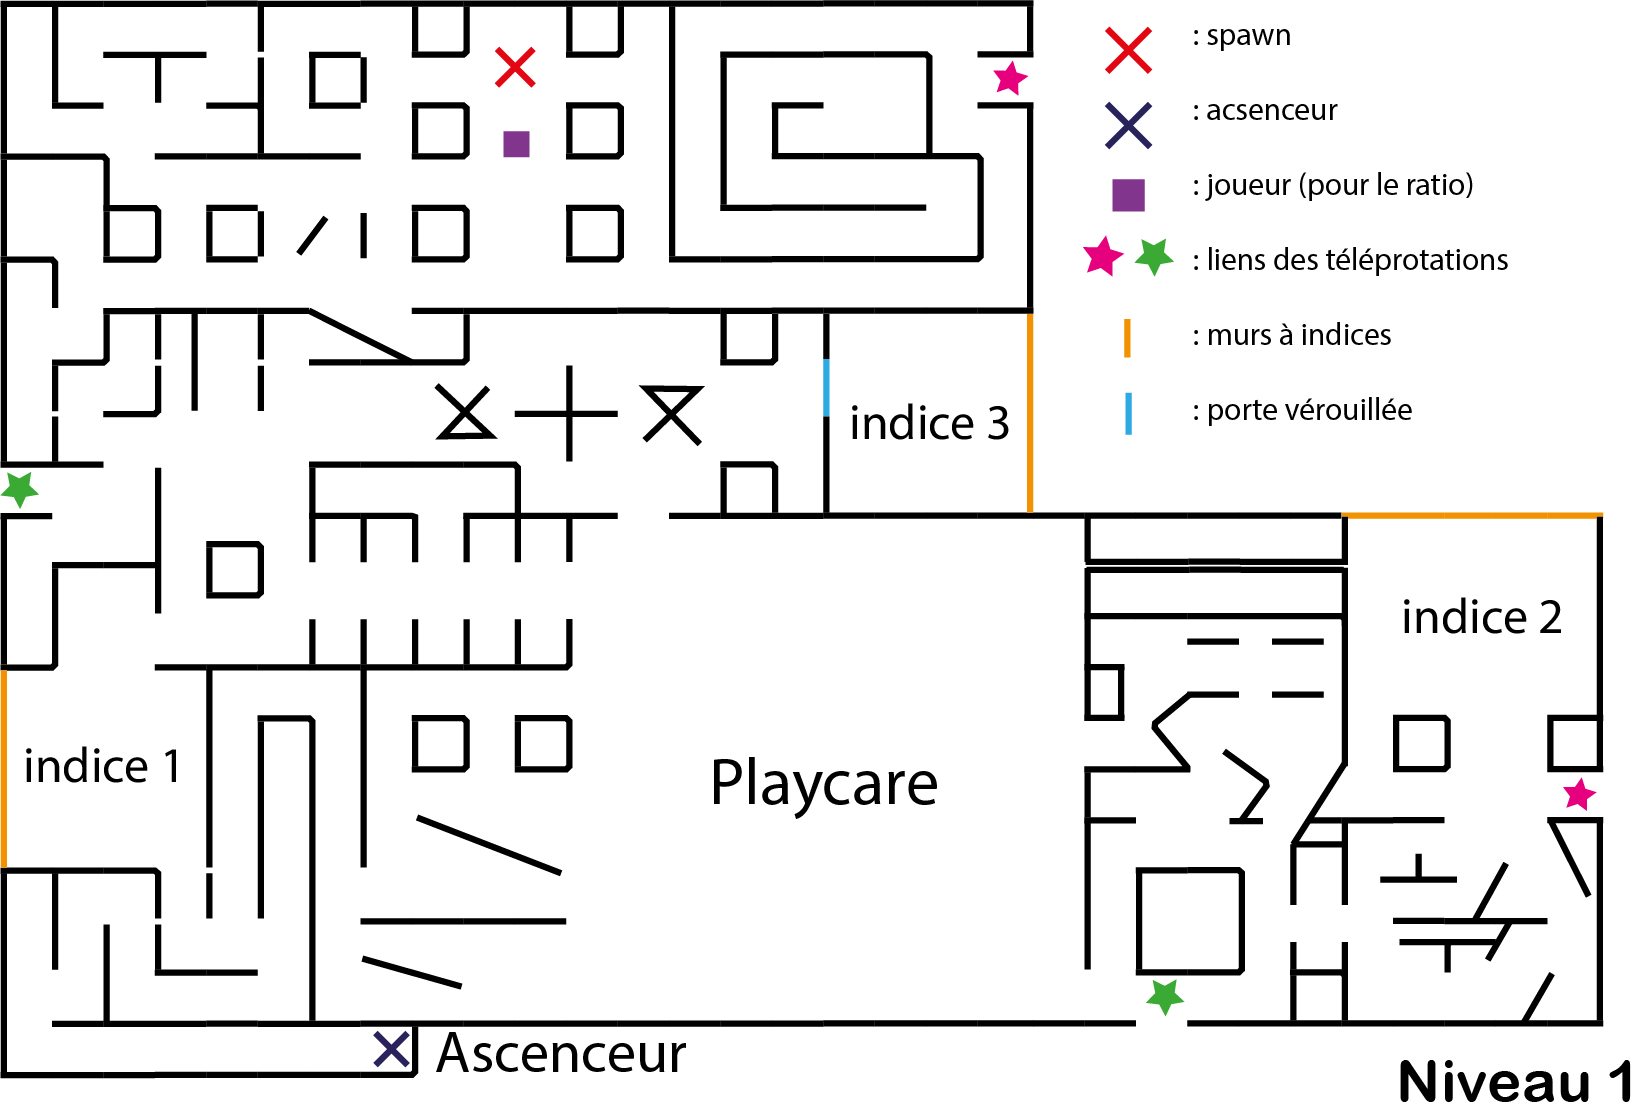 : spawn
: acsenceur
: joueur (pour le ratio)
: liens des téléprotations
: murs à indices
: porte vérouillée
indice 3
indice 2
indice 1
Playcare
Ascenceur
Niveau 1